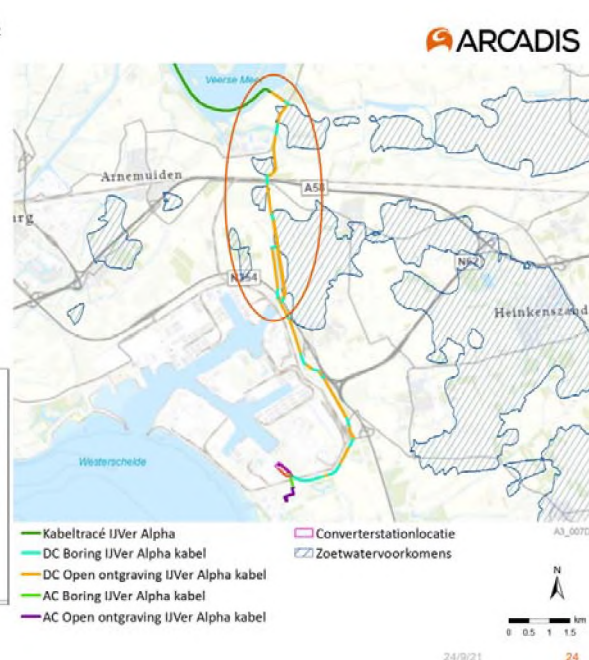 ARCADIS
Veerse Meer
Arnemuiden
A58
N254
N62
Heinkenszand
Westerschelde
Kabeltracé IJVer Alpha
DC Boring IJVer Alpha kabel
DC Open ontgraving IJVer Alpha kabel
AC Boring IJVer Alpha kabel
AC Open ontgraving IJVer Alpha kabel
Converterstationlocatie
Zoetwatervoorkomens
N
km
0 0.5 1 1.5
24/9/21
24